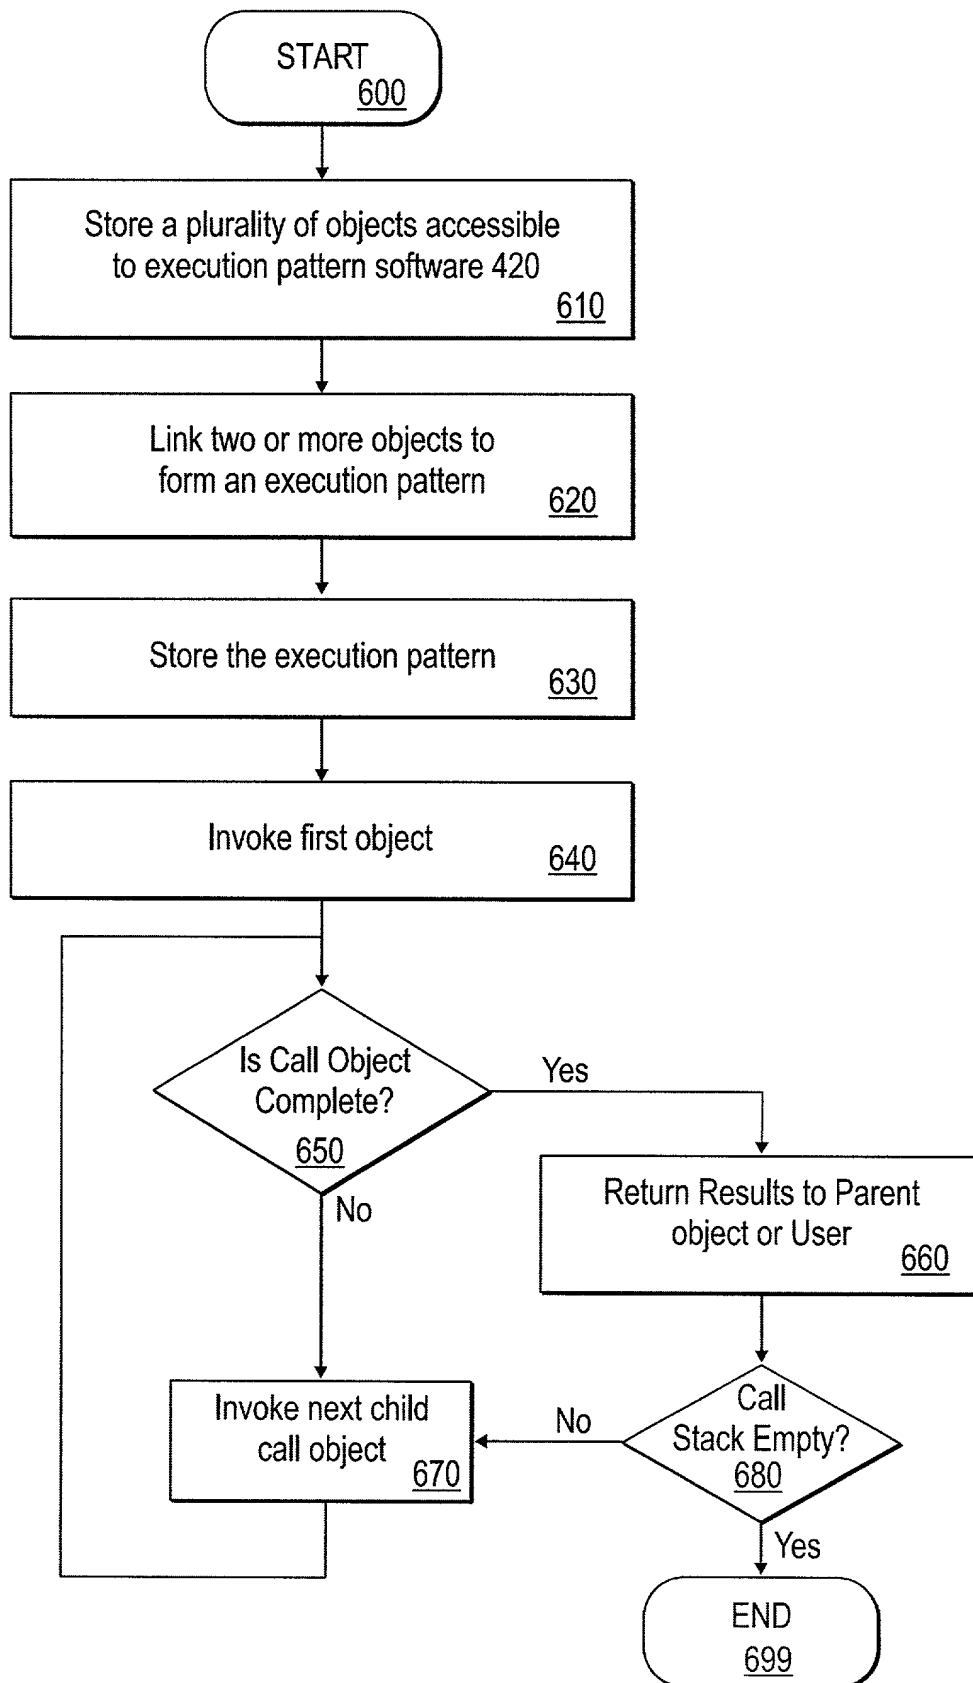 START
600
Store a plurality of objects accessible
to execution pattern software 420
610
Link two or more objects to
form an execution pattern
620
Store the execution pattern
630
Invoke first object
640
Is Call Object
Complete?
650
Yes
No
Return Results to Parent
object or User
660
Invoke next child
call object
670
No
Call
Stack Empty?
680
Yes
END
699